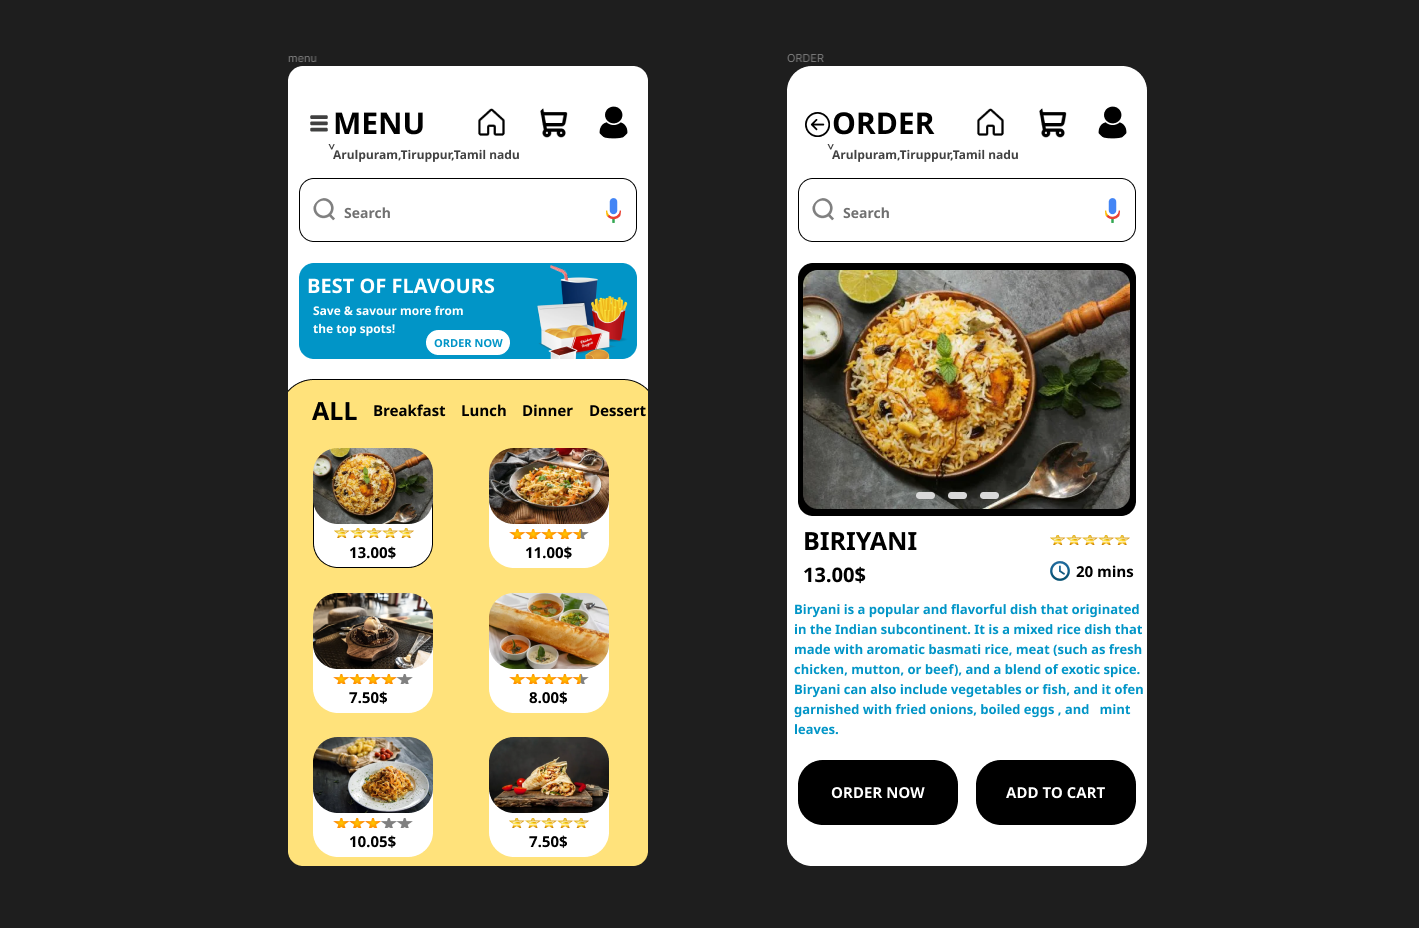 menu
MENU
v
Arulpuram,Tiruppur,Tamil nadu
Search
BEST OF FLAVOURS
Save & savour more from
the top spots!
ORDER NOW
ALL Breakfast Lunch Dinner Dessert
13.00$ 11.00$
7.50$ 8.00$
10.05$ 7.50$
ORDER
ORDER
v
Arulpuram,Tiruppur,Tamil nadu
Search
BIRIYANI
13.00$ 20 mins
Biryani is a popular and flavorful dish that originated
in the Indian subcontinent. It is a mixed rice dish that
made with aromatic basmati rice, meat (such as fresh
chicken, mutton, or beef), and a blend of exotic spice.
Biryani can also include vegetables or fish, and it ofen
garnished with fried onions, boiled eggs , and mint
leaves.
ORDER NOW ADD TO CART